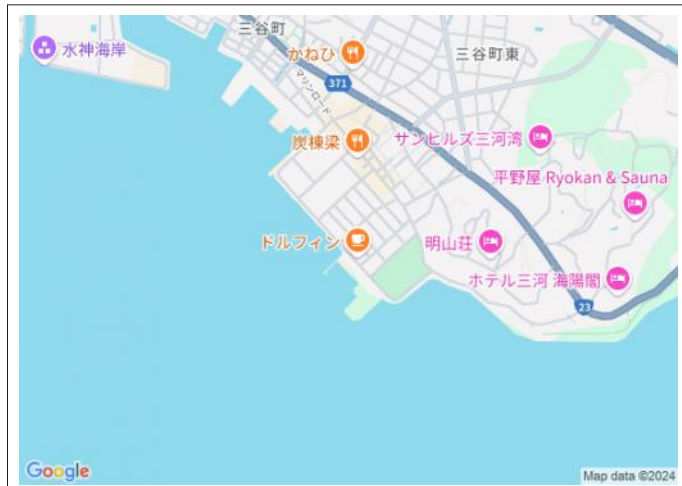 三谷町
水神海岸
かねひ
三谷町東
371
マリンロード
炭棟梁
サンヒルズ三河湾
平野屋 Ryokan & Sauna
ドルフィン
明山荘
ホテル三河 海陽閣
23
Google
Map data ©2024